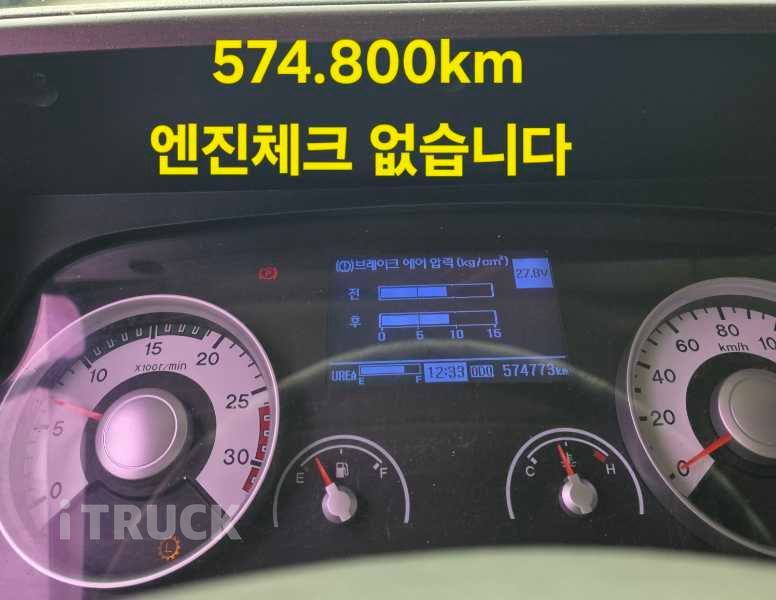 574.800km
엔진체크 없습니다
(ⓘ)브레이크 에어 압력 (kg/cm²)
27.8V
전
후
0 5 10 15
UREA E F 12:33 ODO 574773km
0 5 10 15 20 25 30
X100r/min
E F
C H
0 20 40 60 80 10
km/h
P
L
iTRUCK